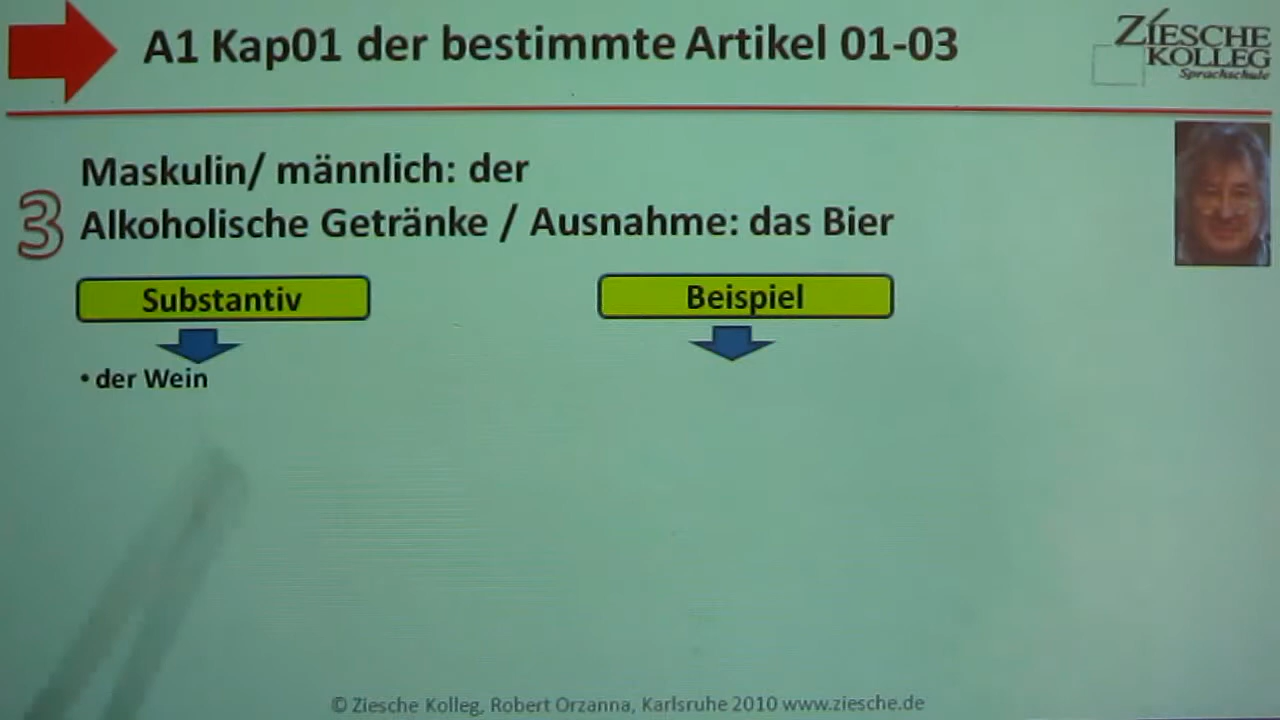 A1 Kap01 der bestimmte Artikel 01-03
ZIESCHE
KOLLEG
Sprachschule
Maskulin/ männlich: der
3
Alkoholische Getränke / Ausnahme: das Bier
Substantiv
Beispiel
• der Wein
© Ziesche Kolleg, Robert Orzanna, Karlsruhe 2010 www.ziesche.de